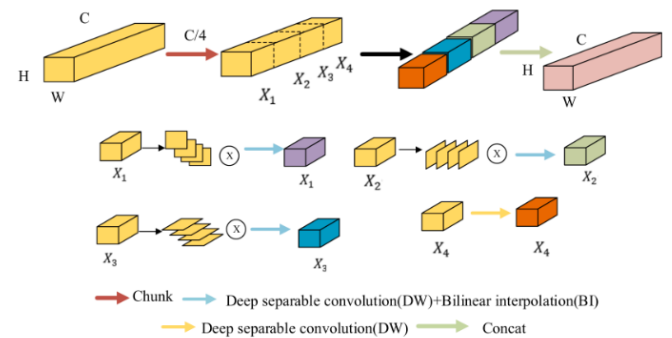 C
C/4
H
W
X₁
X₂
X₃
X₄
C
H
W
X₁
X
X₁
X₂
X
X₂
X₃
X
X₃
X₄
X₄
Chunk
Deep separable convolution(DW)+Bilinear interpolation(BI)
Deep separable convolution(DW)
Concat